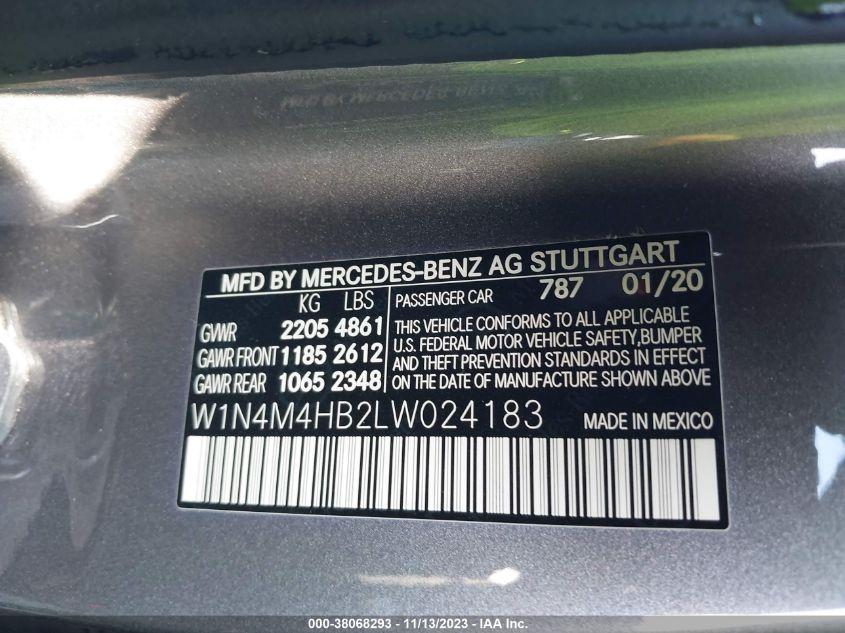 MFD BY MERCEDES-BENZ AG STUTTGART
KG LBS PASSENGER CAR 787 01/20
GVWR 2205 4861
GAWR FRONT 1185 2612
GAWR REAR 1065 2348
THIS VEHICLE CONFORMS TO ALL APPLICABLE
U.S. FEDERAL MOTOR VEHICLE SAFETY, BUMPER
AND THEFT PREVENTION STANDARDS IN EFFECT
ON THE DATE OF MANUFACTURE SHOWN ABOVE
W1N4M4HB2LW024183 MADE IN MEXICO
000-38068293 - 11/13/2023 - IAA Inc.